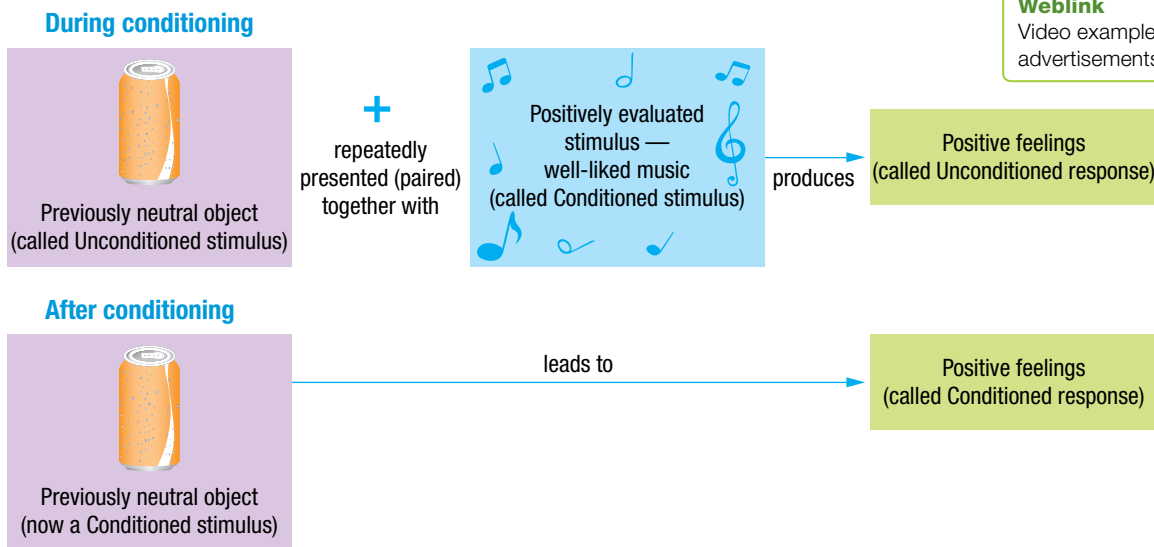 During conditioning
Weblink
Video example
advertisements
Previously neutral object
(called Unconditioned stimulus)
+
repeatedly
presented (paired)
together with
Positively evaluated
stimulus —
well-liked music
(called Conditioned stimulus)
produces
Positive feelings
(called Unconditioned response)
After conditioning
Previously neutral object
(now a Conditioned stimulus)
leads to
Positive feelings
(called Conditioned response)